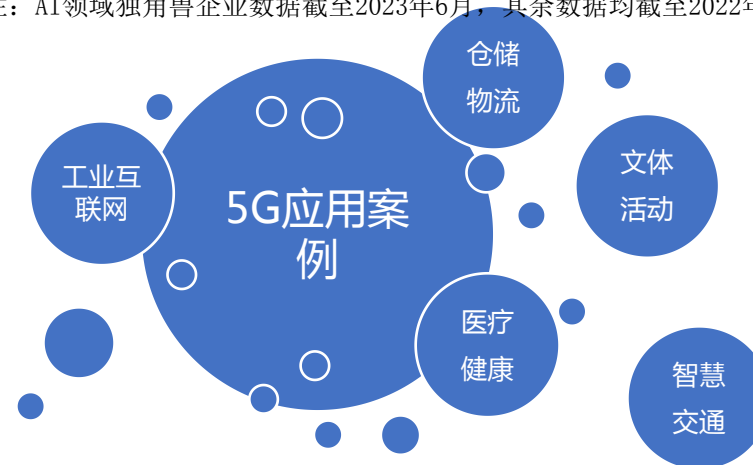 注：AI领域独角兽企业数据截至2023年6月，其余数据均截至2022年
仓储
物流
工业互
联网
5G应用案
例
文体
活动
医疗
健康
智慧
交通